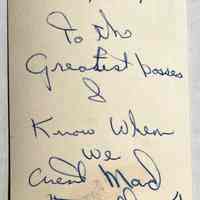 To the
Greatest bosses
I
Know When
we
arent Mad